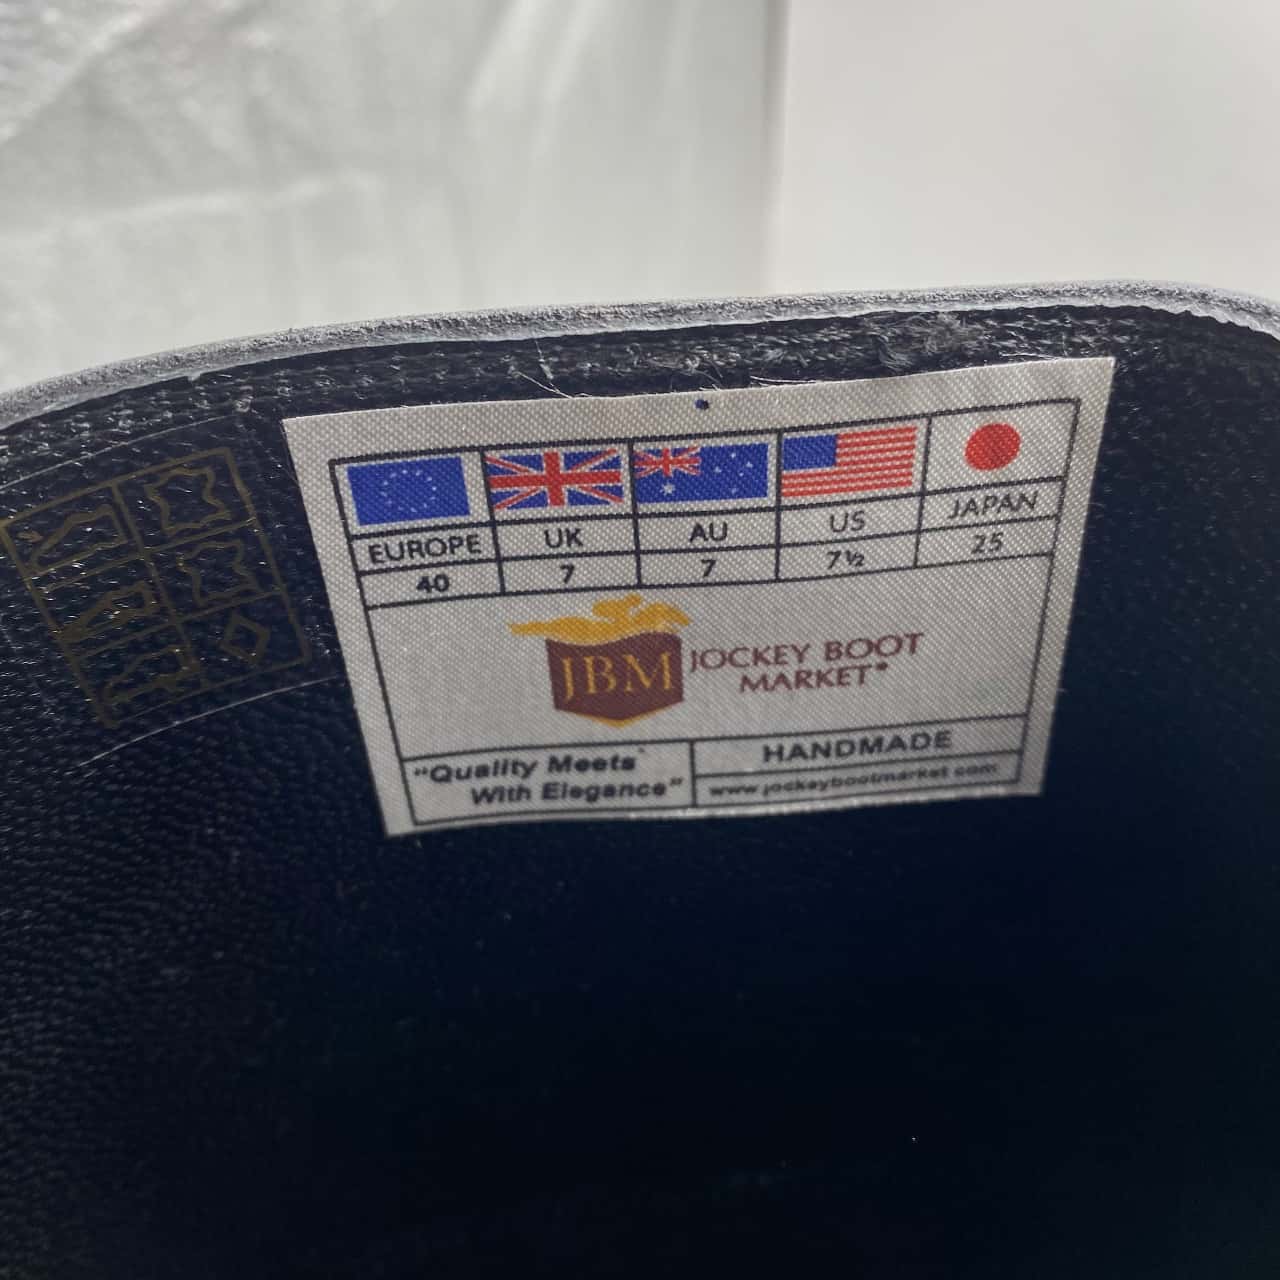 EUROPE UK AU US JAPAN
40 7 7 7½ 25
JBM JOCKEY BOOT
MARKET®
"Quality Meets
With Elegance"
HANDMADE
www.jockeybootmarket.com